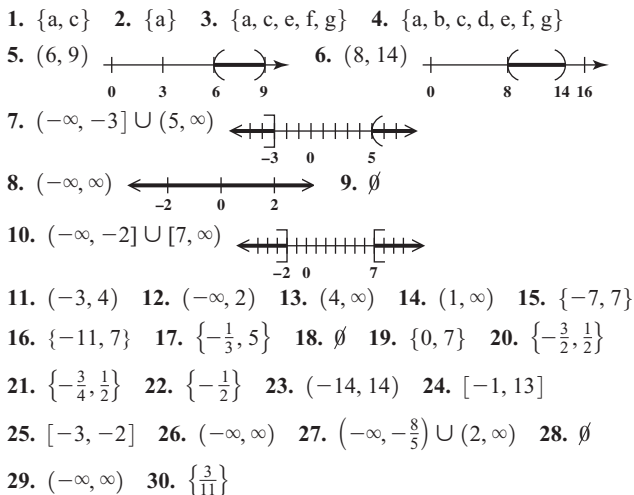 1. {a, c} 2. {a} 3. {a, c, e, f, g} 4. {a, b, c, d, e, f, g}
5. (6, 9) 6. (8, 14)
0 3 6 9 0 8 14 16
7. (−∞, −3] ∪ (5, ∞)
−3 0 5
8. (−∞, ∞) 9. ∅
−2 0 2
10. (−∞, −2] ∪ [7, ∞)
−2 0 7
11. (−3, 4) 12. (−∞, 2) 13. (4, ∞) 14. (1, ∞) 15. {−7, 7}
16. {−11, 7} 17. {−1/3, 5} 18. ∅ 19. {0, 7} 20. {−3/2, 1/2}
21. {−3/4, 1/2} 22. {−1/2} 23. (−14, 14) 24. [−1, 13]
25. [−3, −2] 26. (−∞, ∞) 27. (−∞, −8/5) ∪ (2, ∞) 28. ∅
29. (−∞, ∞) 30. {3/11}